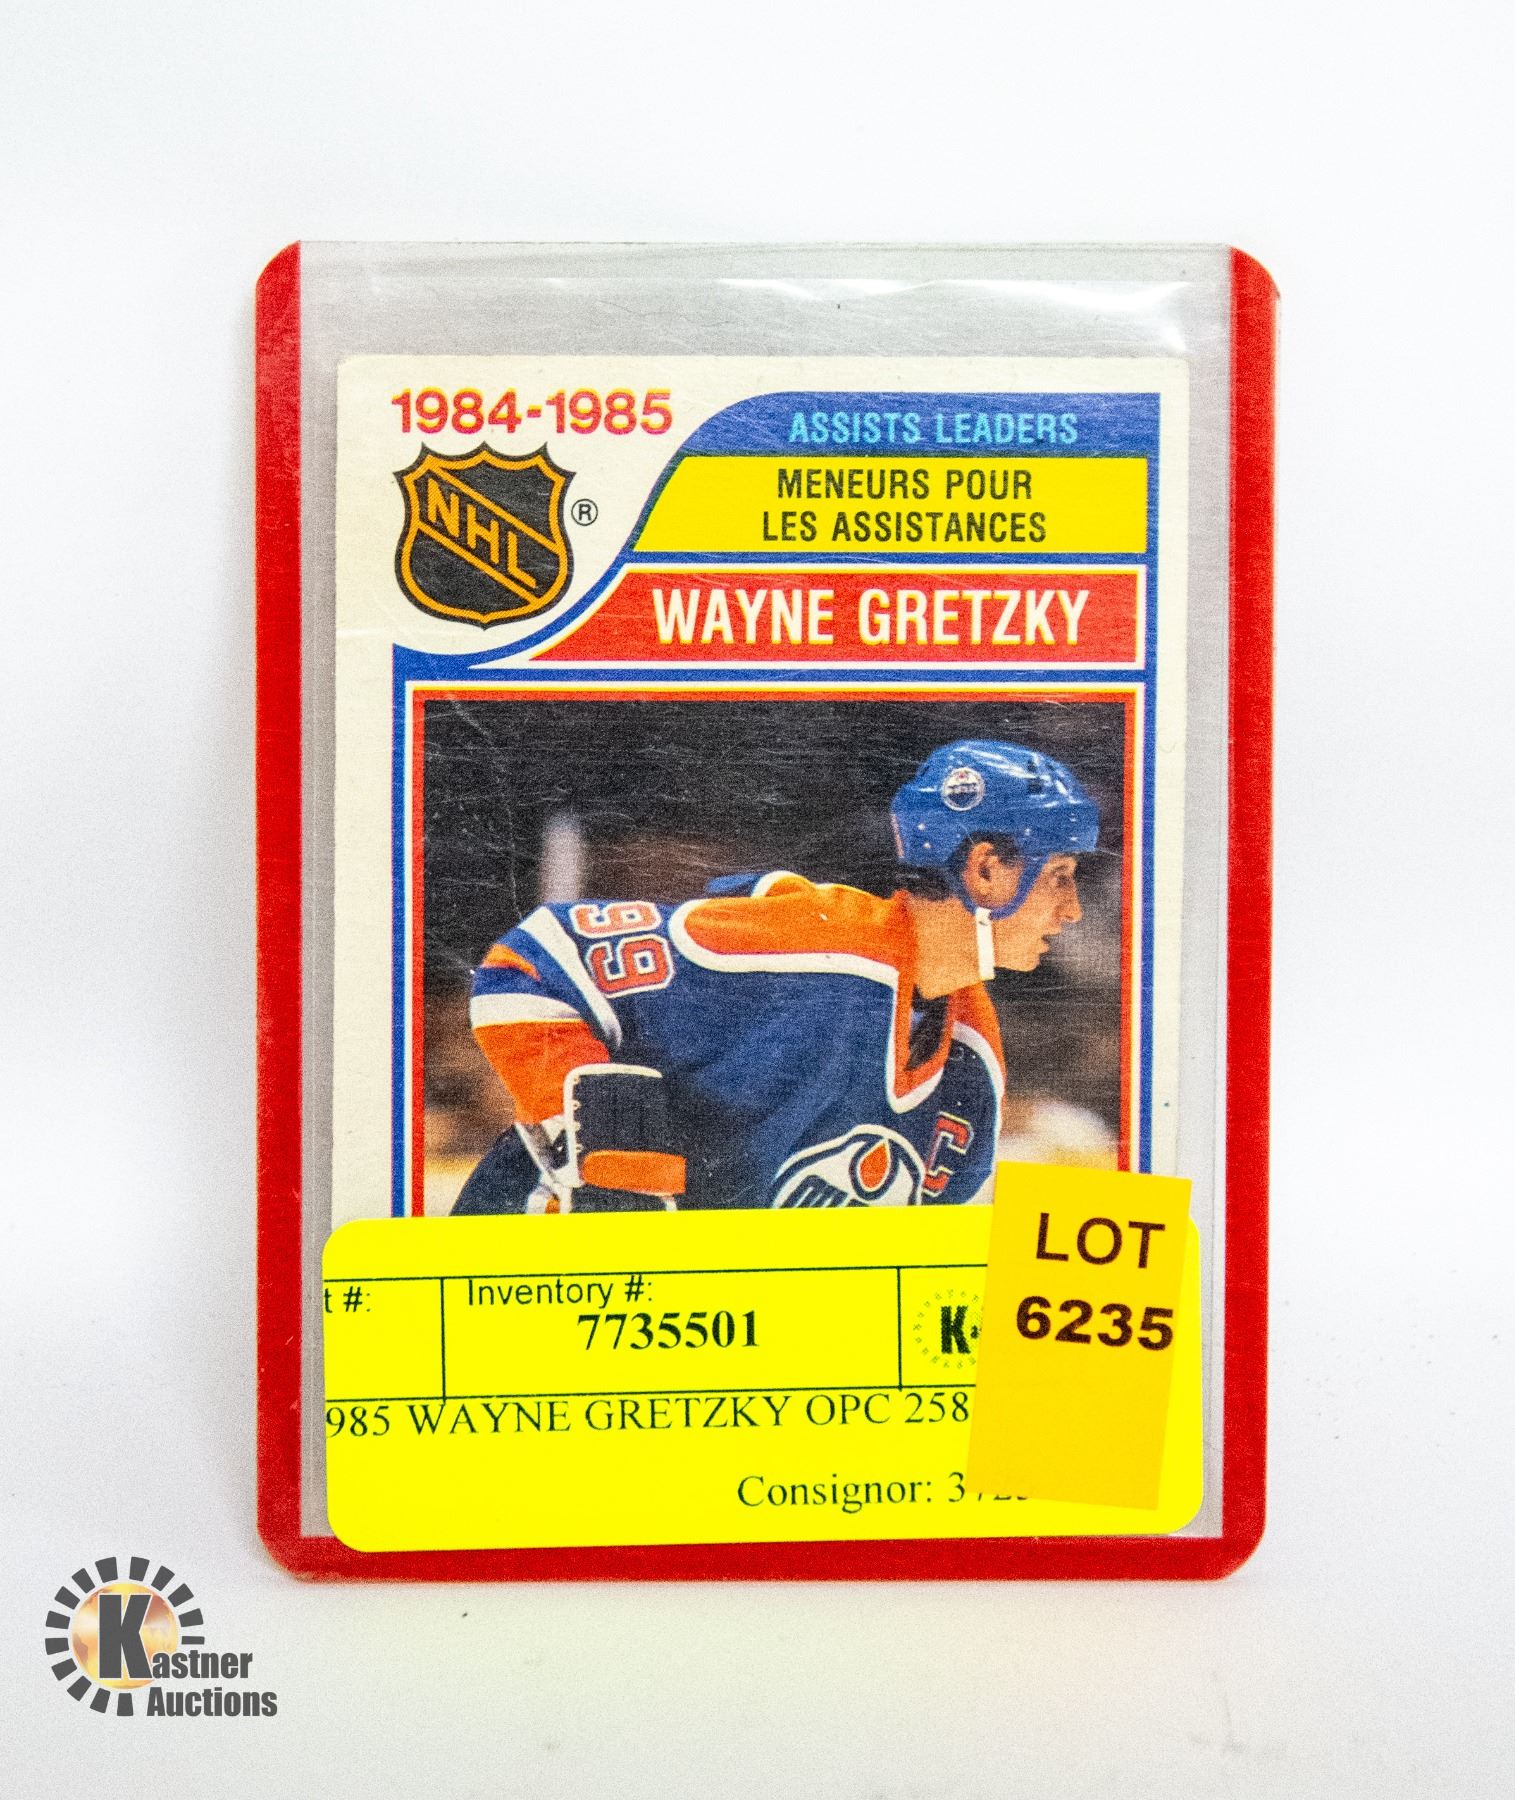 1984-1985
ASSISTS LEADERS
MENEURS POUR
LES ASSISTANCES
NHL ®
WAYNE GRETZKY
99
C
LOT
6235
t #:
Inventory #:
7735501
K
985 WAYNE GRETZKY OPC 258
Consignor:
Kastner
Auctions